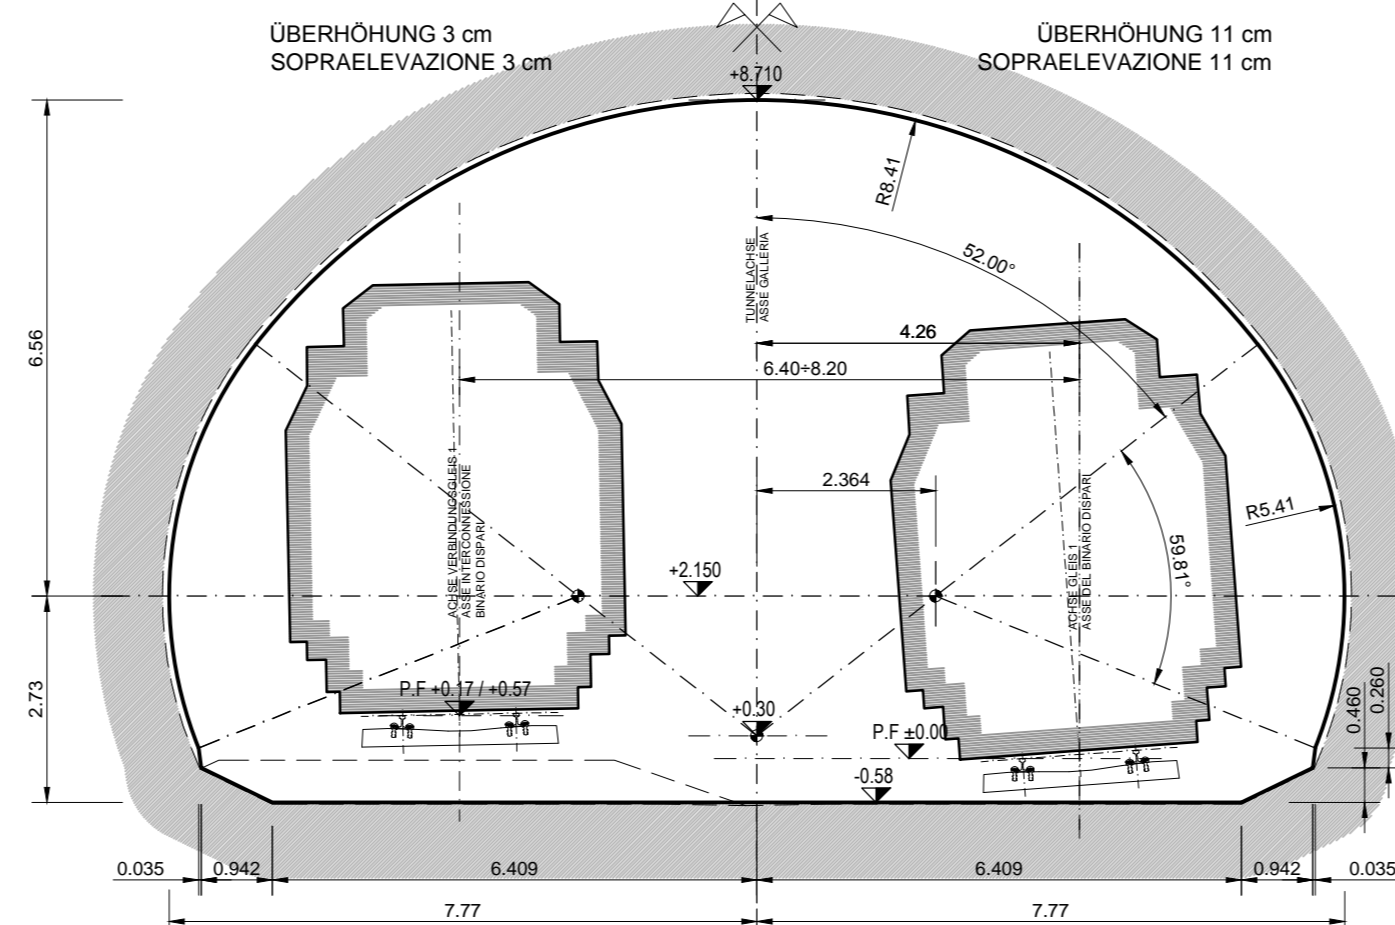 ÜBERHÖHUNG 3 cm
SOPRAELEVAZIONE 3 cm
ÜBERHÖHUNG 11 cm
SOPRAELEVAZIONE 11 cm
+8.710
R8.41
52.00°
TUNNELACHSE
ASSE GALLERIA
4.26
6.40÷8.20
6.56
2.364
R5.41
59.81°
ACHSE VERBINDUNGSGLEIS 1
ASSE INTERCONNESSIONE
BINARIO DISPARI
ACHSE GLEIS 1
ASSE DEL BINARIO DISPARI
+2.150
2.73
P.F +0.17 / +0.57
+0.30
P.F ±0.00
-0.58
0.460
0.260
0.035
0.942
6.409
6.409
0.942
0.035
7.77
7.77